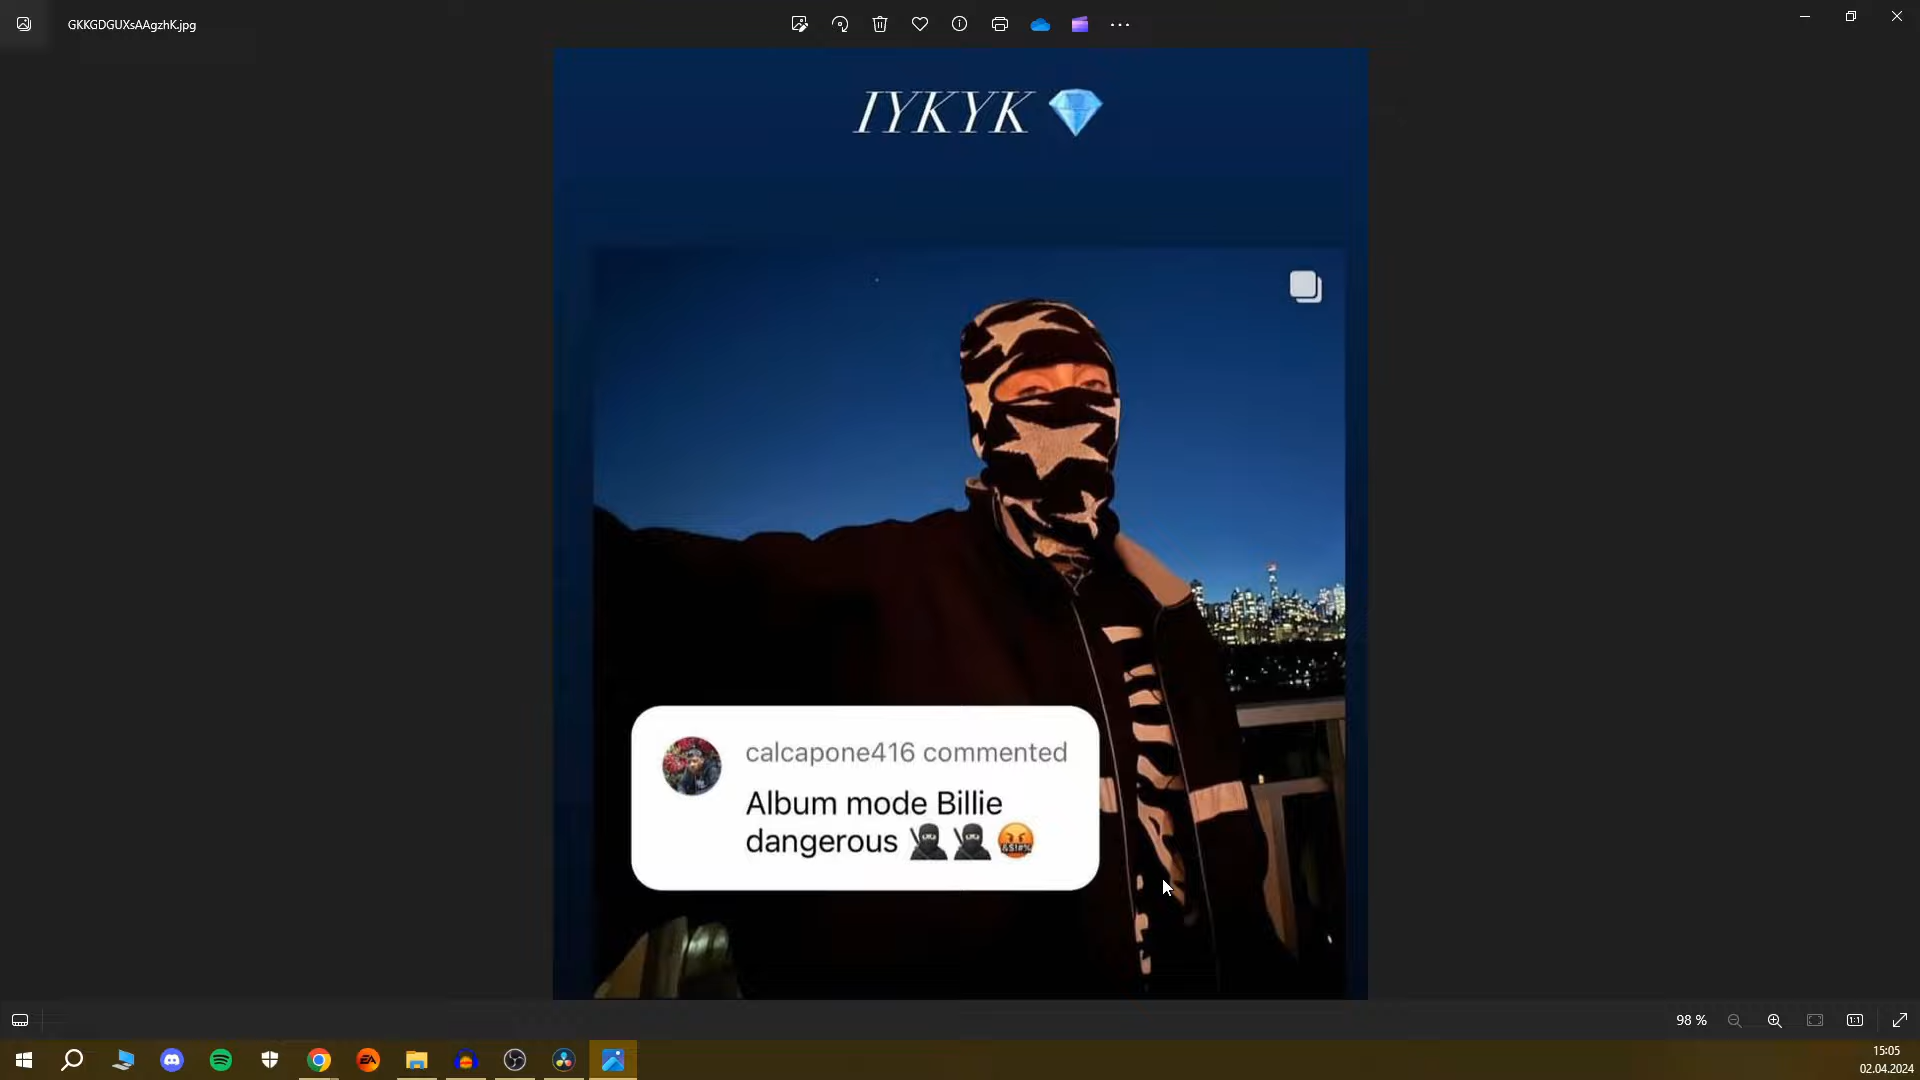 GKKGDGUXsAAgzhK.jpg
IYKYK 💎
calcapone416 commented
Album mode Billie
dangerous 🥷🏿🥷🏿🤬
98 %
15:05
02.04.2024